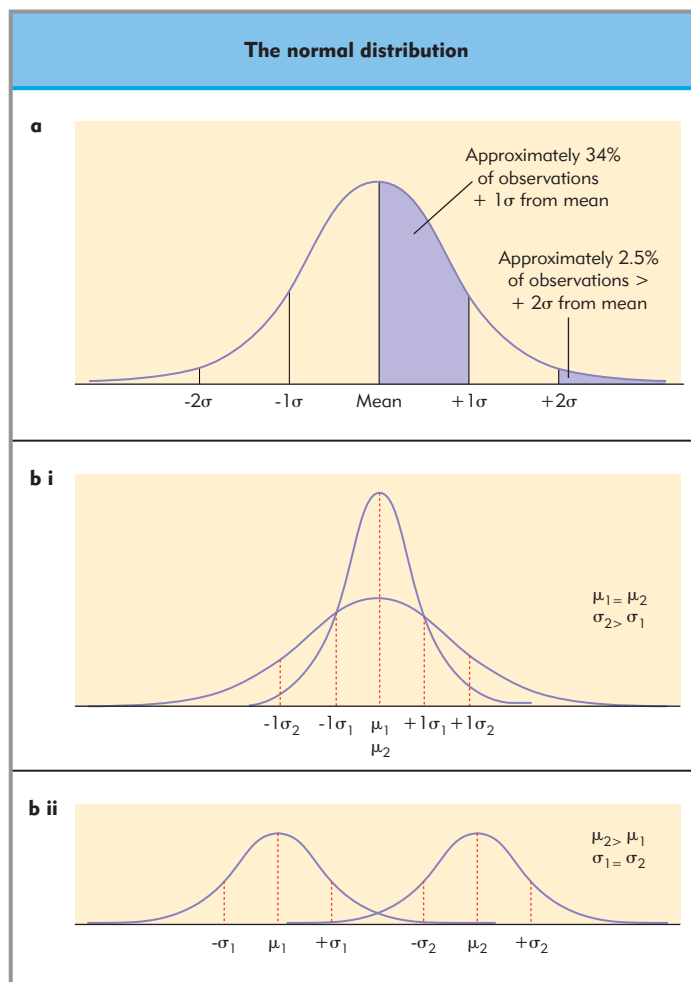 The normal distribution
a
Approximately 34%
of observations
+ 1σ from mean
Approximately 2.5%
of observations >
+ 2σ from mean
-2σ -1σ Mean +1σ +2σ
b i
μ₁₌ μ₂
σ₂> σ₁
-1σ₂ -1σ₁ μ₁ +1σ₁ +1σ₂
μ₂
b ii
μ₂> μ₁
σ₁₌ σ₂
-σ₁ μ₁ +σ₁ -σ₂ μ₂ +σ₂